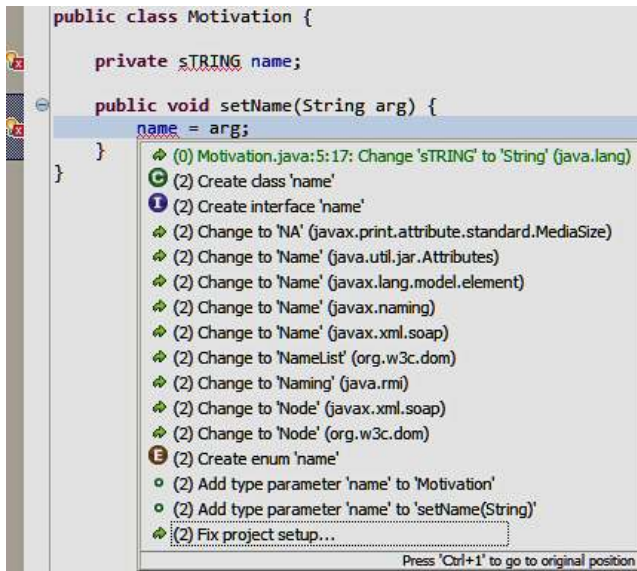 public class Motivation {
private sTRING name;
public void setName(String arg) {
name = arg;
}
}
(0) Motivation.java:5:17: Change 'sTRING' to 'String' (java.lang)
C (2) Create class 'name'
I (2) Create interface 'name'
(2) Change to 'NA' (javax.print.attribute.standard.MediaSize)
(2) Change to 'Name' (java.util.jar.Attributes)
(2) Change to 'Name' (javax.lang.model.element)
(2) Change to 'Name' (javax.naming)
(2) Change to 'Name' (javax.xml.soap)
(2) Change to 'NameList' (org.w3c.dom)
(2) Change to 'Naming' (java.rmi)
(2) Change to 'Node' (javax.xml.soap)
(2) Change to 'Node' (org.w3c.dom)
E (2) Create enum 'name'
(2) Add type parameter 'name' to 'Motivation'
(2) Add type parameter 'name' to 'setName(String)'
(2) Fix project setup...
Press 'Ctrl+1' to go to original position